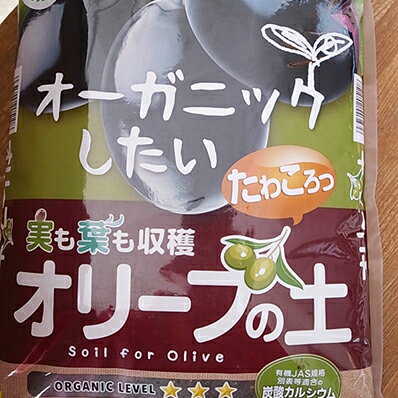 オーガニック
したい
たわわころっ
実も葉も収穫
オリーブの土
Soil for Olive
ORGANIC LEVEL ★★★
有機JAS規格
別表等適合の
炭酸カルシウム